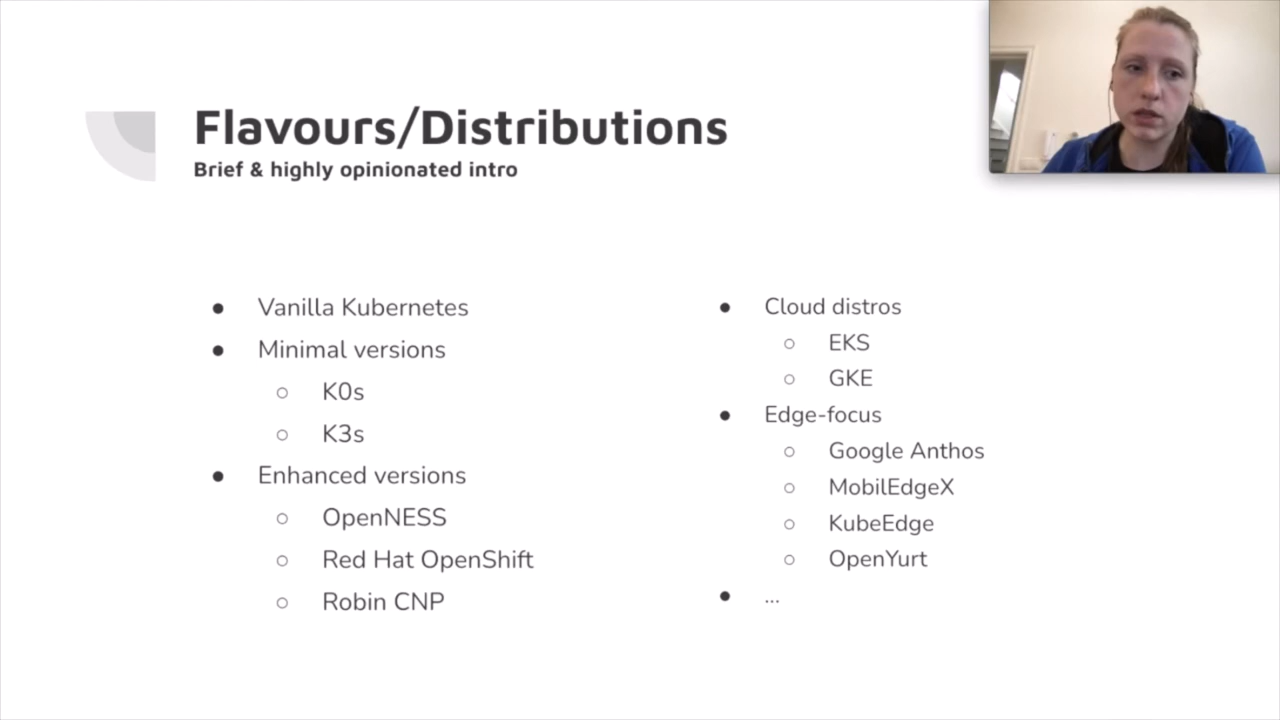 Flavours/Distributions
Brief & highly opinionated intro
● Vanilla Kubernetes
● Minimal versions
○ K0s
○ K3s
● Enhanced versions
○ OpenNESS
○ Red Hat OpenShift
○ Robin CNP
● Cloud distros
○ EKS
○ GKE
● Edge-focus
○ Google Anthos
○ MobilEdgeX
○ KubeEdge
○ OpenYurt
● ...